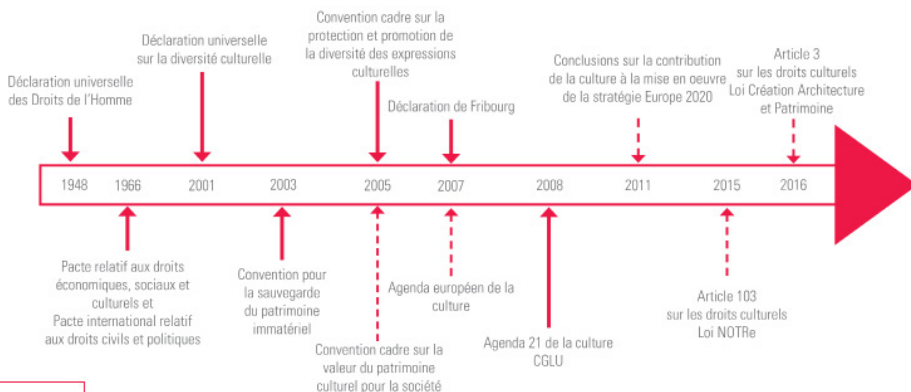 Déclaration universelle
des Droits de l'Homme
Déclaration universelle
sur la diversité culturelle
Convention cadre sur la
protection et promotion de
la diversité des expressions
culturelles
Déclaration de Fribourg
Conclusions sur la contribution
de la culture à la mise en oeuvre
de la stratégie Europe 2020
Article 3
sur les droits culturels
Loi Création Architecture
et Patrimoine
1948
1966
2001
2003
2005
2007
2008
2011
2015
2016
Pacte relatif aux droits
économiques, sociaux et
culturels et
Pacte international relatif
aux droits civils et politiques
Convention pour
la sauvegarde
du patrimoine
immatériel
Convention cadre sur la
valeur du patrimoine
culturel pour la société
Agenda européen de la
culture
Agenda 21 de la culture
CGLU
Article 103
sur les droits culturels
Loi NOTRe